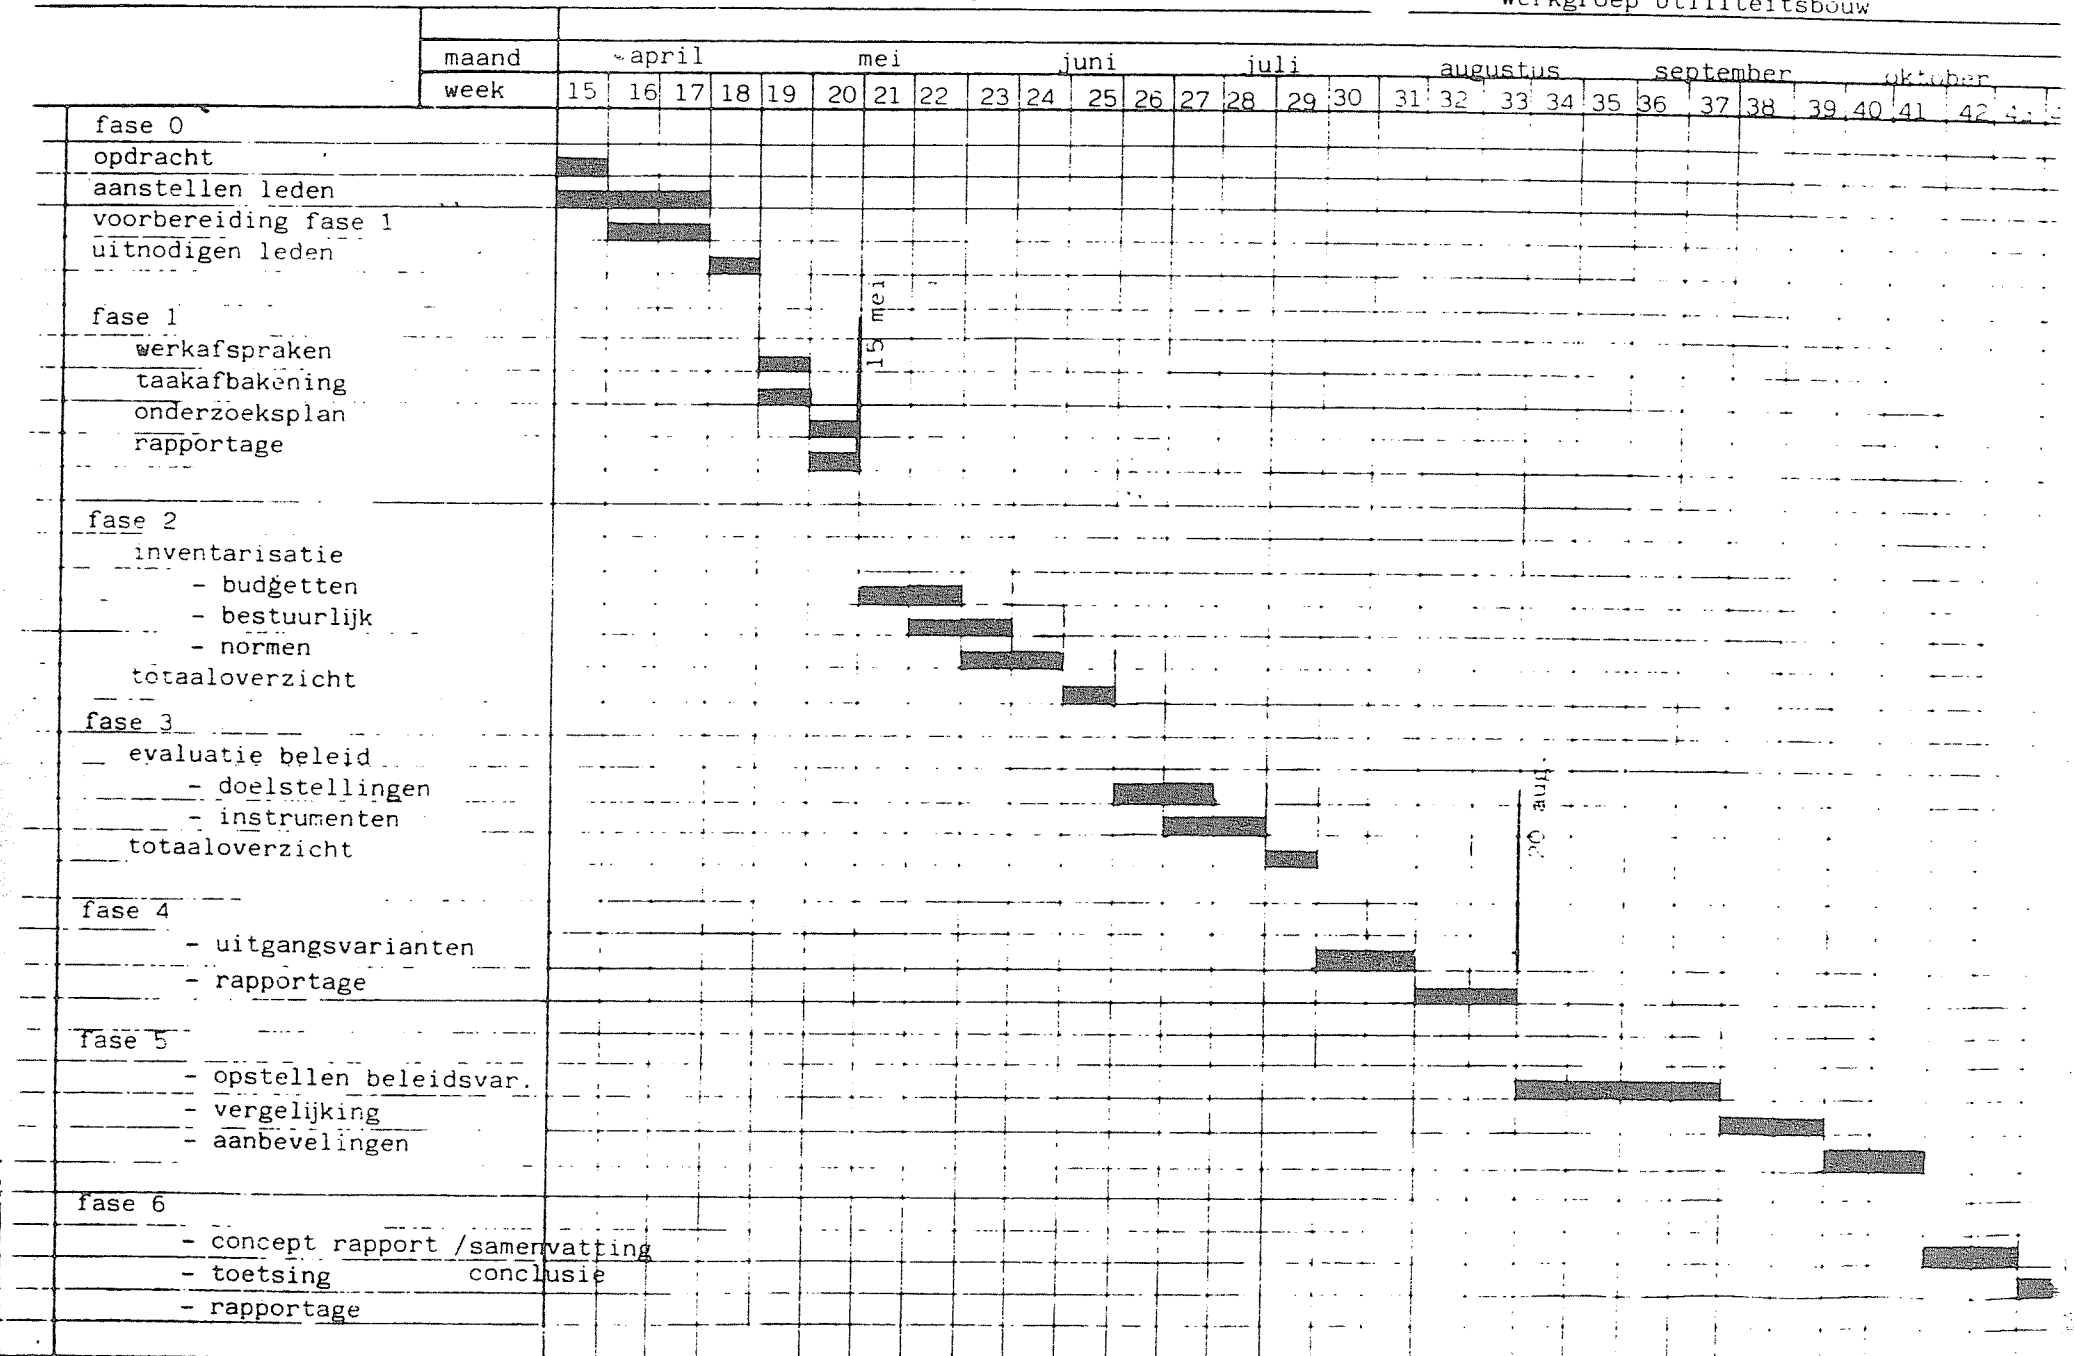 werkgroep Utiliteitsbouw
maand april mei juni juli augustus september oktober
week 15 16 17 18 19 20 21 22 23 24 25 26 27 28 29 30 31 32 33 34 35 36 37 38 39 40 41 42
fase 0
opdracht
aanstellen leden
voorbereiding fase 1
uitnodigen leden
15 mei
fase 1
werkafspraken
taakafbakening
onderzoeksplan
rapportage
fase 2
inventarisatie
- budgetten
- bestuurlijk
- normen
totaaloverzicht
fase 3
evaluatie beleid
- doelstellingen
- instrumenten
totaaloverzicht
20 aug.
fase 4
- uitgangsvarianten
- rapportage
fase 5
- opstellen beleidsvar.
- vergelijking
- aanbevelingen
fase 6
- concept rapport /samenvatting
- toetsing conclusie
- rapportage